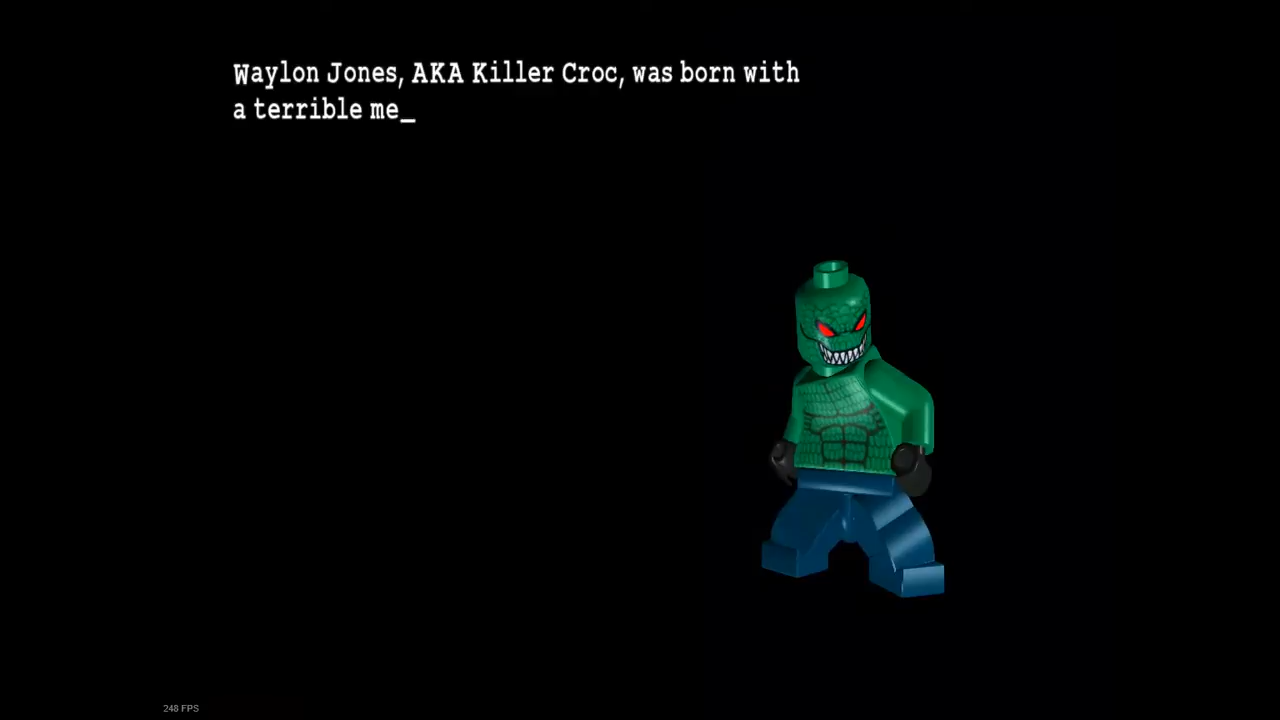 Waylon Jones, AKA Killer Croc, was born with
a terrible me_
248 FPS